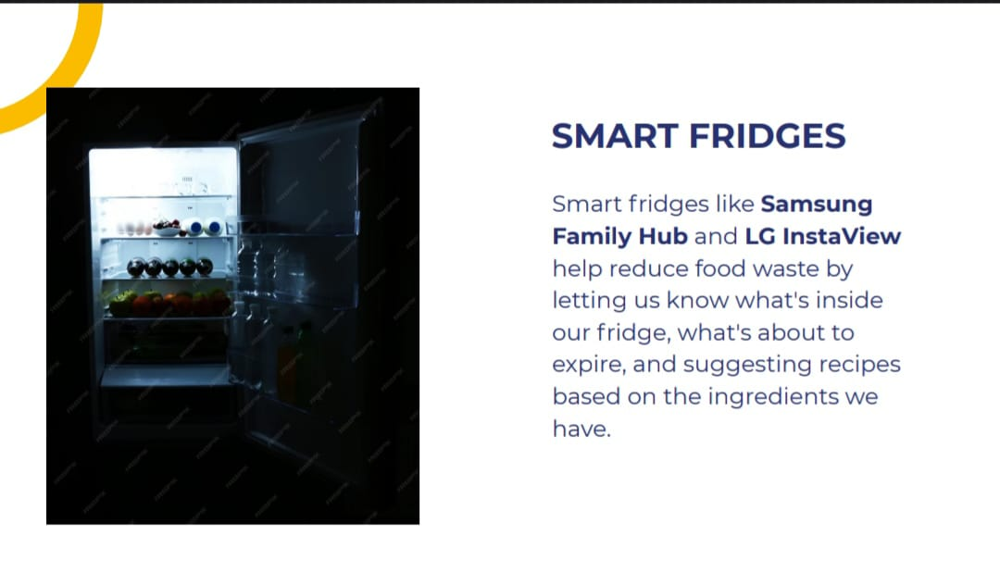 SMART FRIDGES
Smart fridges like Samsung
Family Hub and LG InstaView
help reduce food waste by
letting us know what's inside
our fridge, what's about to
expire, and suggesting recipes
based on the ingredients we
have.